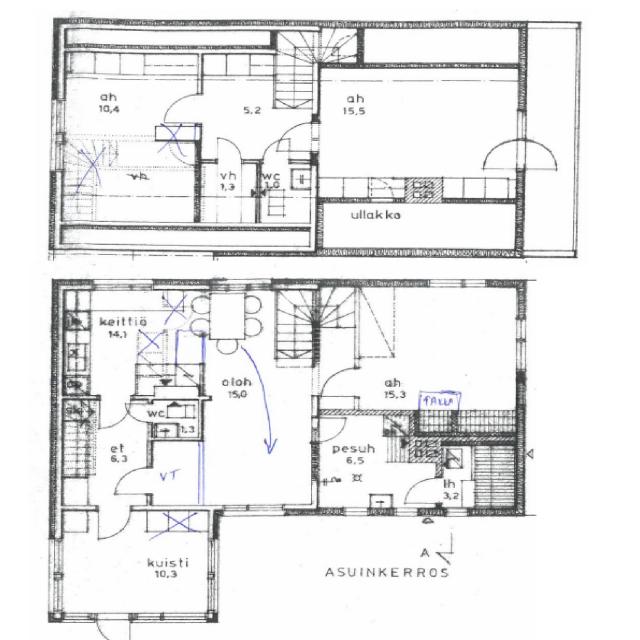 ah
10,4
5,2
ah
15,5
vh
vh
1,3
wc
1,0
ullakko
keittiö
14,1
oloh
15,0
ah
15,3
TAKKA
wc
1,3
et
6,3
pesuh
6,5
VT
lh
3,2
kuisti
10,3
A
ASUINKERROS